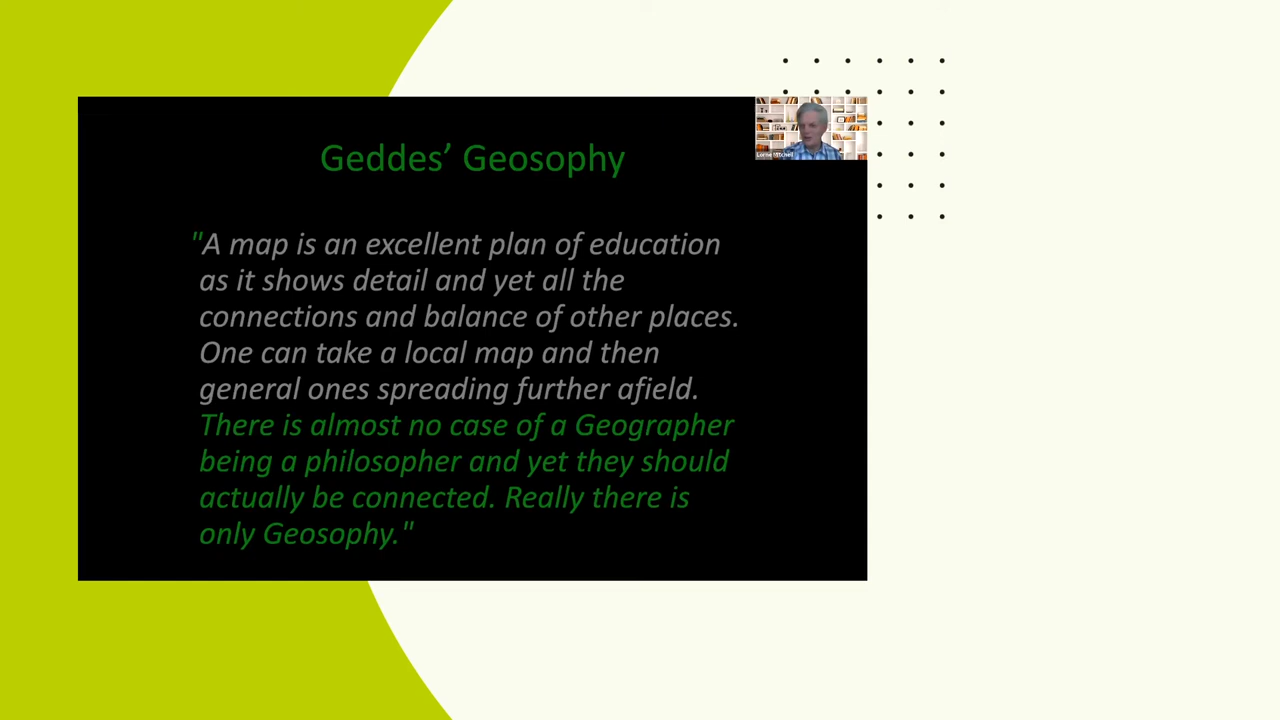 Geddes’ Geosophy
Lorne Mitchell
"A map is an excellent plan of education
as it shows detail and yet all the
connections and balance of other places.
One can take a local map and then
general ones spreading further afield.
There is almost no case of a Geographer
being a philosopher and yet they should
actually be connected. Really there is
only Geosophy."